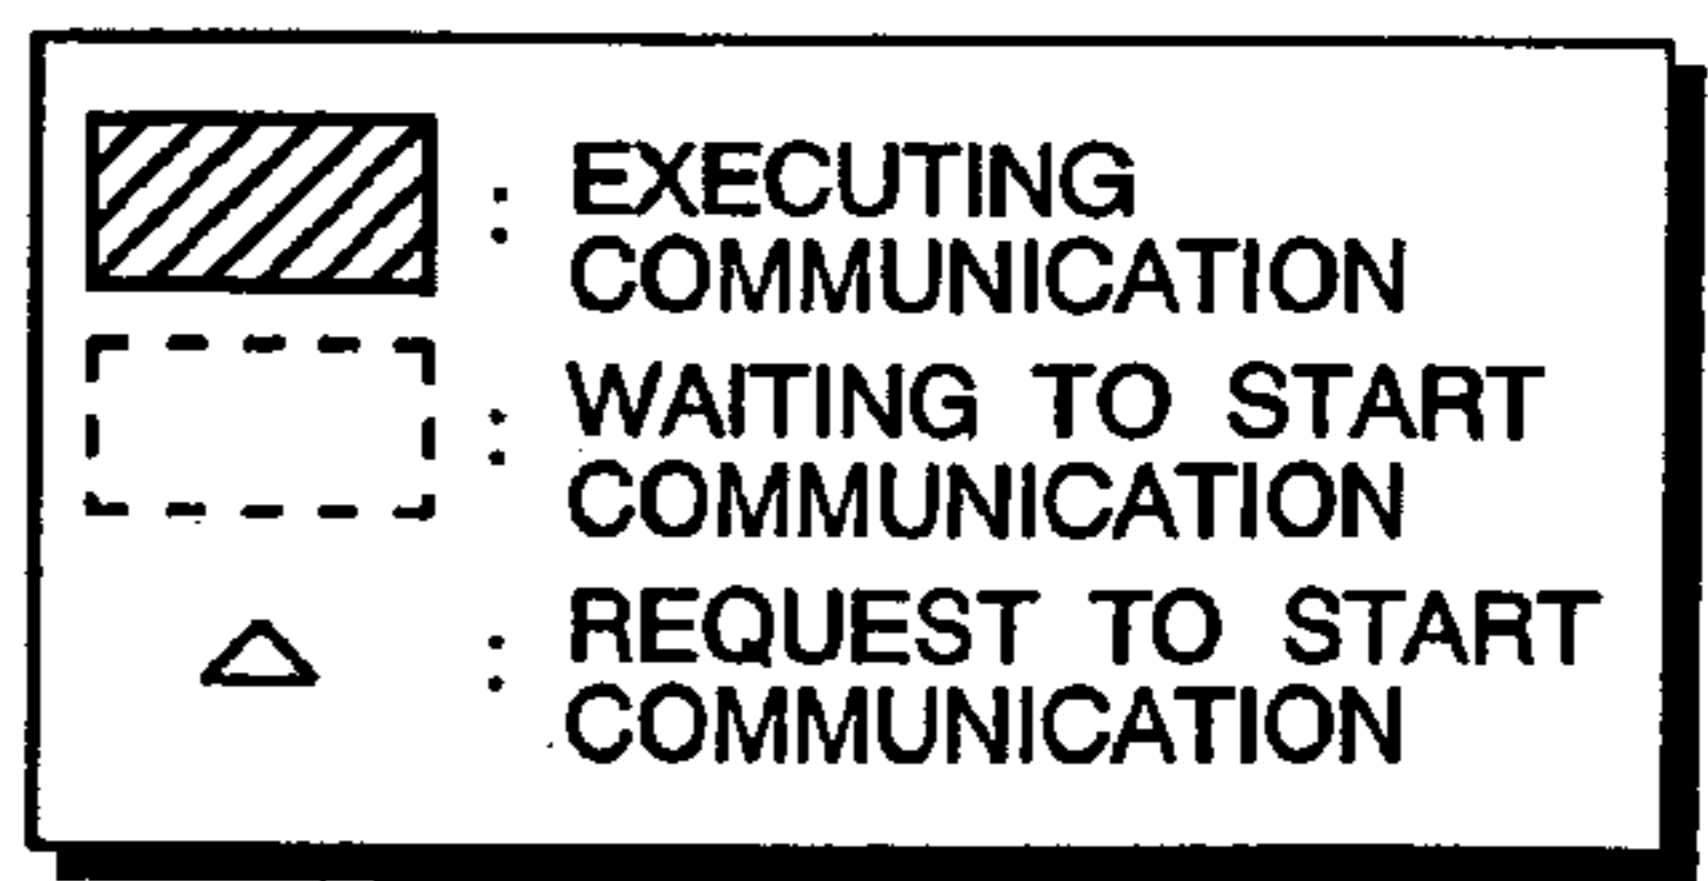 : EXECUTING
COMMUNICATION
: WAITING TO START
COMMUNICATION
: REQUEST TO START
COMMUNICATION